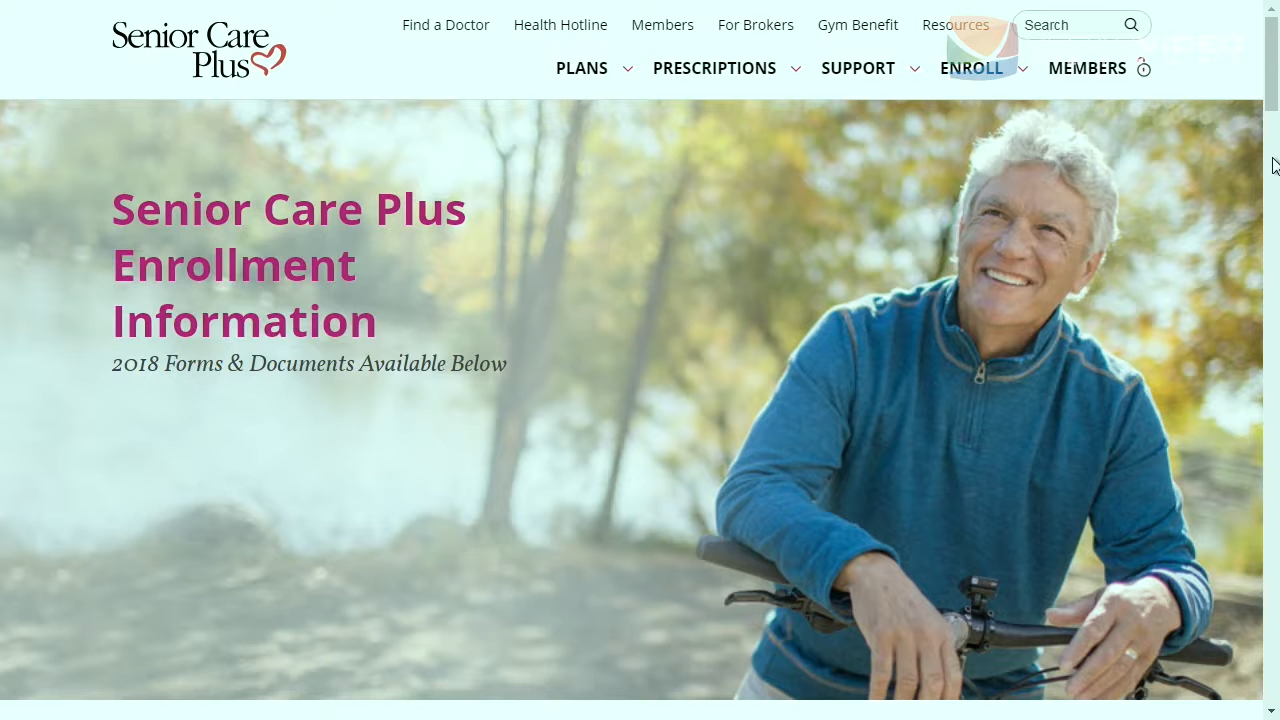 Senior Care
Plus
Find a Doctor Health Hotline Members For Brokers Gym Benefit Resources Search
PLANS PRESCRIPTIONS SUPPORT ENROLL MEMBERS
Senior Care Plus
Enrollment
Information
2018 Forms & Documents Available Below